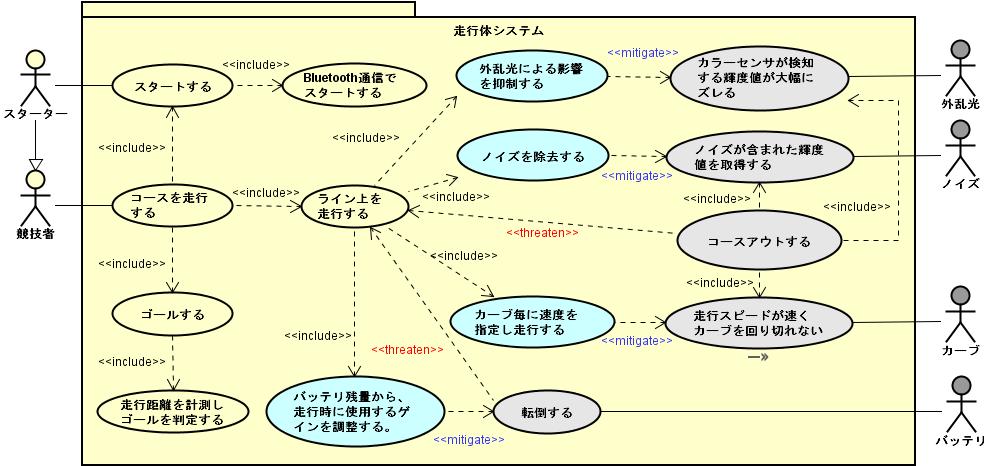 走行体システム
スターター
スタートする
<<include>>
Bluetooth通信で
スタートする
外乱光による影響
を抑制する
<<mitigate>>
カラーセンサが検知
する輝度値が大幅に
ズレる
外乱光
<<include>>
<<include>>
ノイズを除去する
<<mitigate>>
ノイズが含まれた輝度
値を取得する
ノイズ
競技者
コースを走行
する
<<include>>
ライン上を
走行する
<<include>>
<<include>>
<<include>>
<<threaten>>
コースアウトする
<<include>>
<<include>>
<<include>>
ゴールする
カーブ毎に速度を
指定し走行する
<<mitigate>>
走行スピードが速く
カーブを回り切れない
カーブ
<<include>>
<<include>>
<<threaten>>
走行距離を計測し
ゴールを判定する
バッテリ残量から、
走行時に使用するゲ
インを調整する。
<<mitigate>>
転倒する
バッテリ